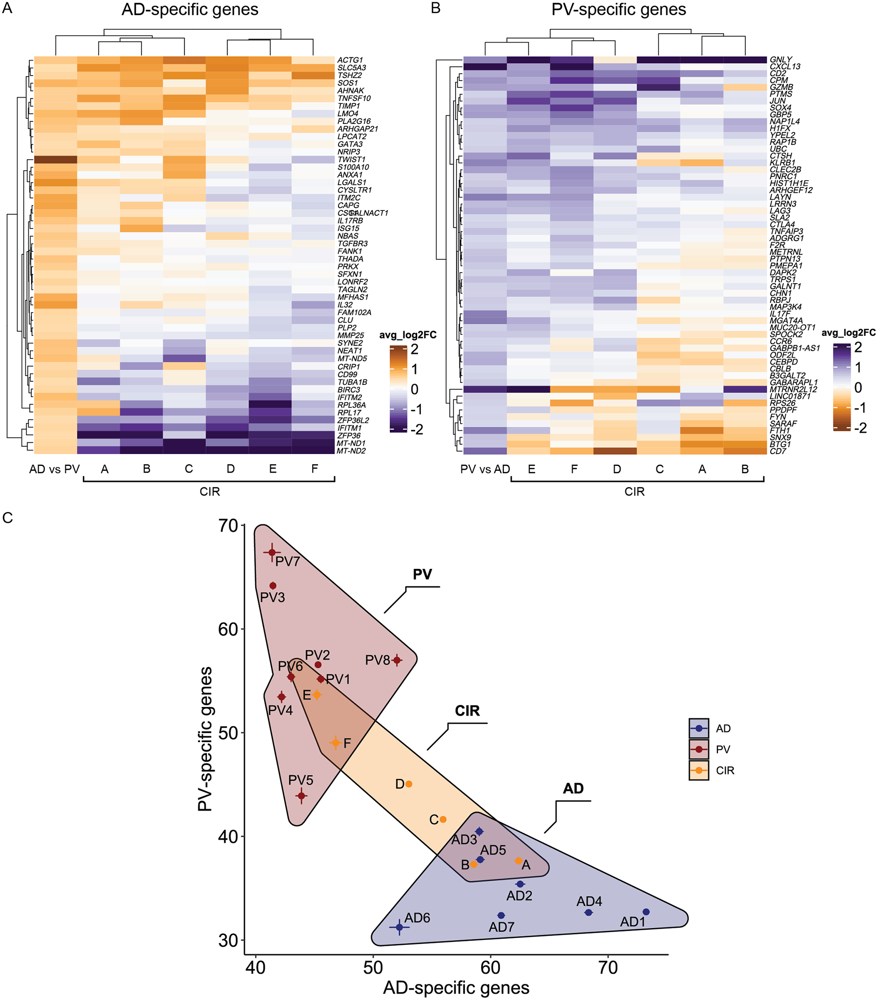 A
AD-specific genes
ACTG1
SLC5A3
TSHZ2
SOS1
AHNAK
TNFSF10
TIMP1
LMO4
PLA2G16
ARHGAP21
LPCAT2
GATA3
NRIP3
TWIST1
S100A10
ANXA1
LGALS1
CYSLTR1
ITM2C
CAPG
GALNACT1
IL17RB
ISG15
NBAS
TGFBR3
FANK1
THADA
PRKX
SFXN1
LONRF2
TAGLN2
MFHAS1
IL32
FAM102A
CLU
PLP2
MMP25
SYNE2
NEAT1
MT-ND5
CRIP1
CD99
TUBA1B
BIRC3
IFITM2
RPL36A
RPL17
ZFP36L2
IFITM1
ZFP36
MT-ND1
MT-ND2
avg_log2FC
2
1
0
-1
-2
AD vs PV A B C D E F
CIR
B
PV-specific genes
GNLY
CXCL13
CD2
CPM
GZMB
PTMS
JUN
SOX4
GBP5
NAP1L4
H1FX
YPEL2
RAP1B
UBC
CTSH
KLRB1
CLEC2B
PNRC1
HIST1H1E
ARHGEF12
LAYN
LRRN3
LAG3
SLA2
CTLA4
TNFAIP3
ADGRG1
F2R
METRNL
PTPN13
PMEPA1
DAPK2
TRPS1
GALNT1
CHN1
RBPJ
MAP3K4
IL17F
MGAT4A
MUC20-OT1
SPOCK2
CCR6
GABPB1-AS1
ODF2L
CEBPD
CBLB
B3GALT2
GABARAPL1
MTRNR2L12
LINC01871
RPS26
PPDPF
FYN
SARAF
FTH1
SNX9
BTG1
CD7
avg_log2FC
2
1
0
-1
-2
PV vs AD E F D C A B
CIR
C
PV-specific genes
70
60
50
40
30
PV7
PV3
PV
PV2
PV8
PV6
PV1
E
PV4
CIR
F
PV5
D
AD
C
AD3
AD5
B
A
AD2
AD4
AD6
AD7
AD1
AD
PV
CIR
40 50 60 70
AD-specific genes